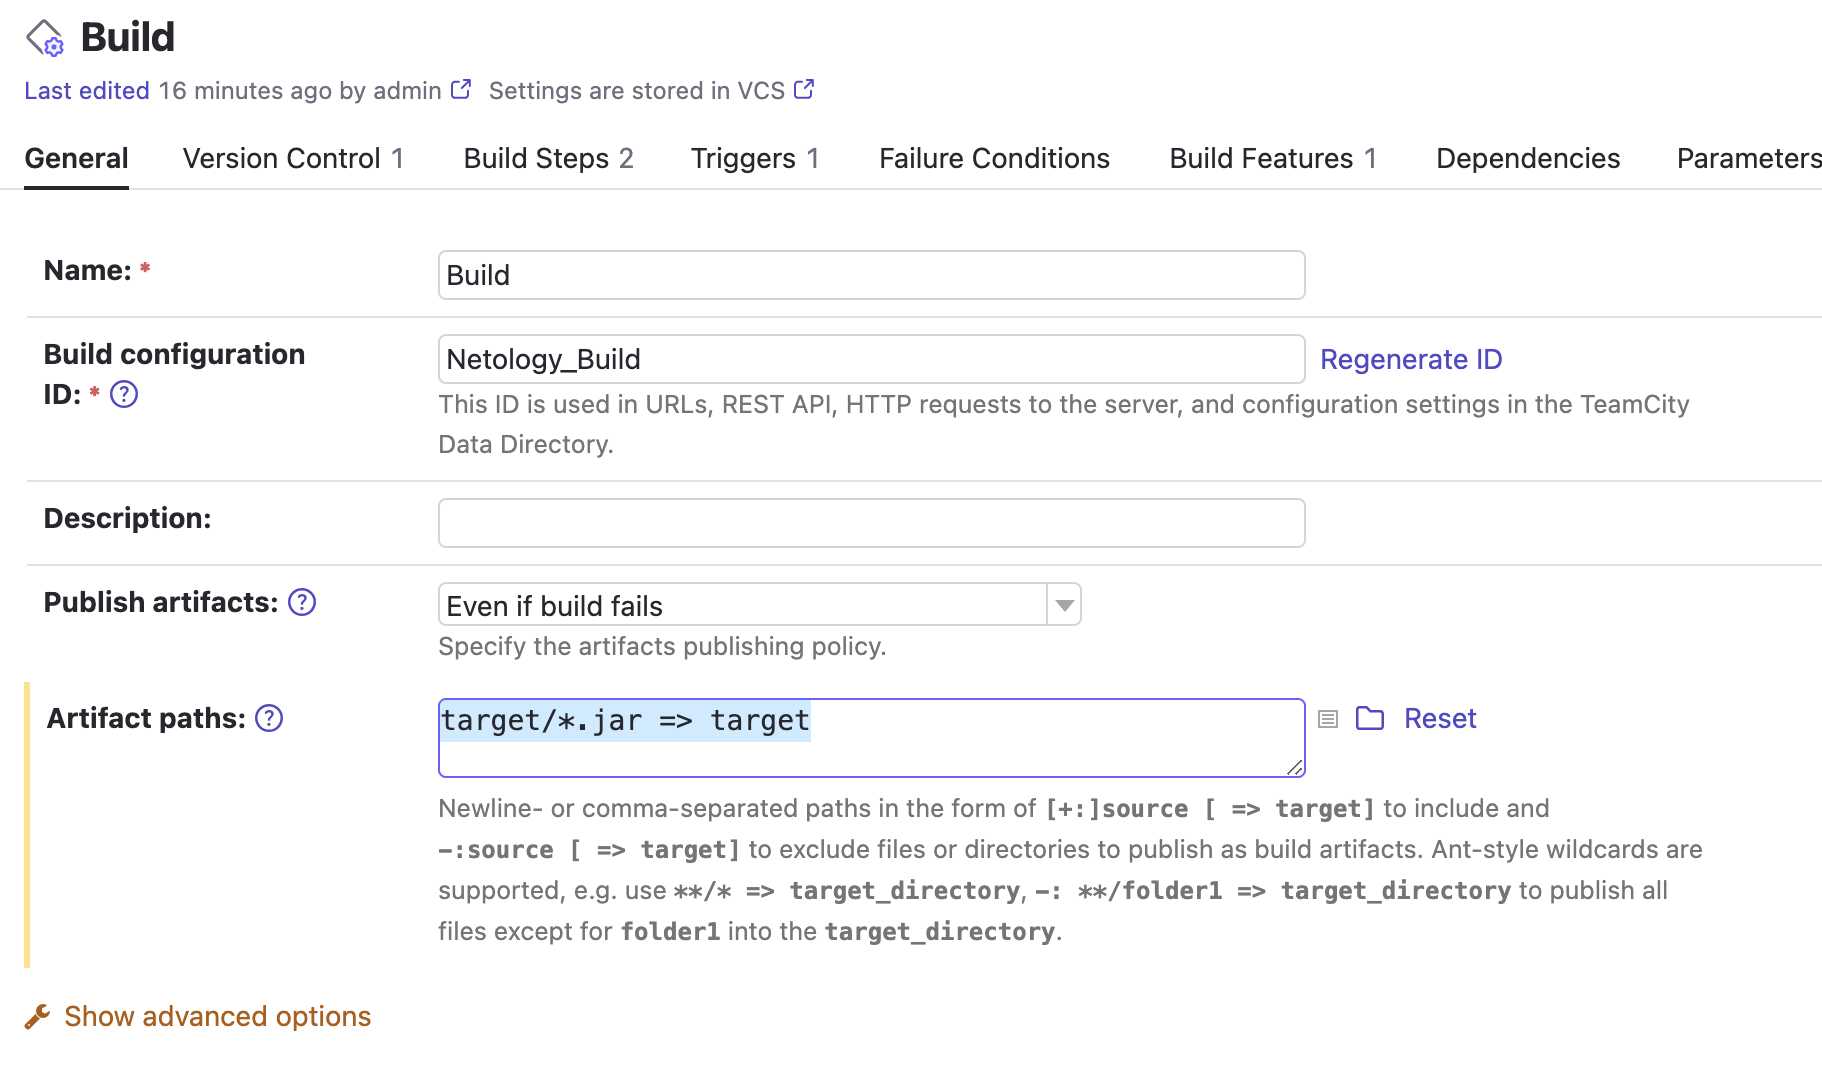 Build
Last edited 16 minutes ago by admin Settings are stored in VCS
General Version Control 1 Build Steps 2 Triggers 1 Failure Conditions Build Features 1 Dependencies Parameters
Name: *
Build
Build configuration
ID: * ?
Netology_Build
Regenerate ID
This ID is used in URLs, REST API, HTTP requests to the server, and configuration settings in the TeamCity
Data Directory.
Description:
Publish artifacts: ?
Even if build fails
Specify the artifacts publishing policy.
Artifact paths: ?
target/*.jar => target
Reset
Newline- or comma-separated paths in the form of [+:]source [ => target] to include and
-:source [ => target] to exclude files or directories to publish as build artifacts. Ant-style wildcards are
supported, e.g. use **/* => target_directory, -: **/folder1 => target_directory to publish all
files except for folder1 into the target_directory.
Show advanced options